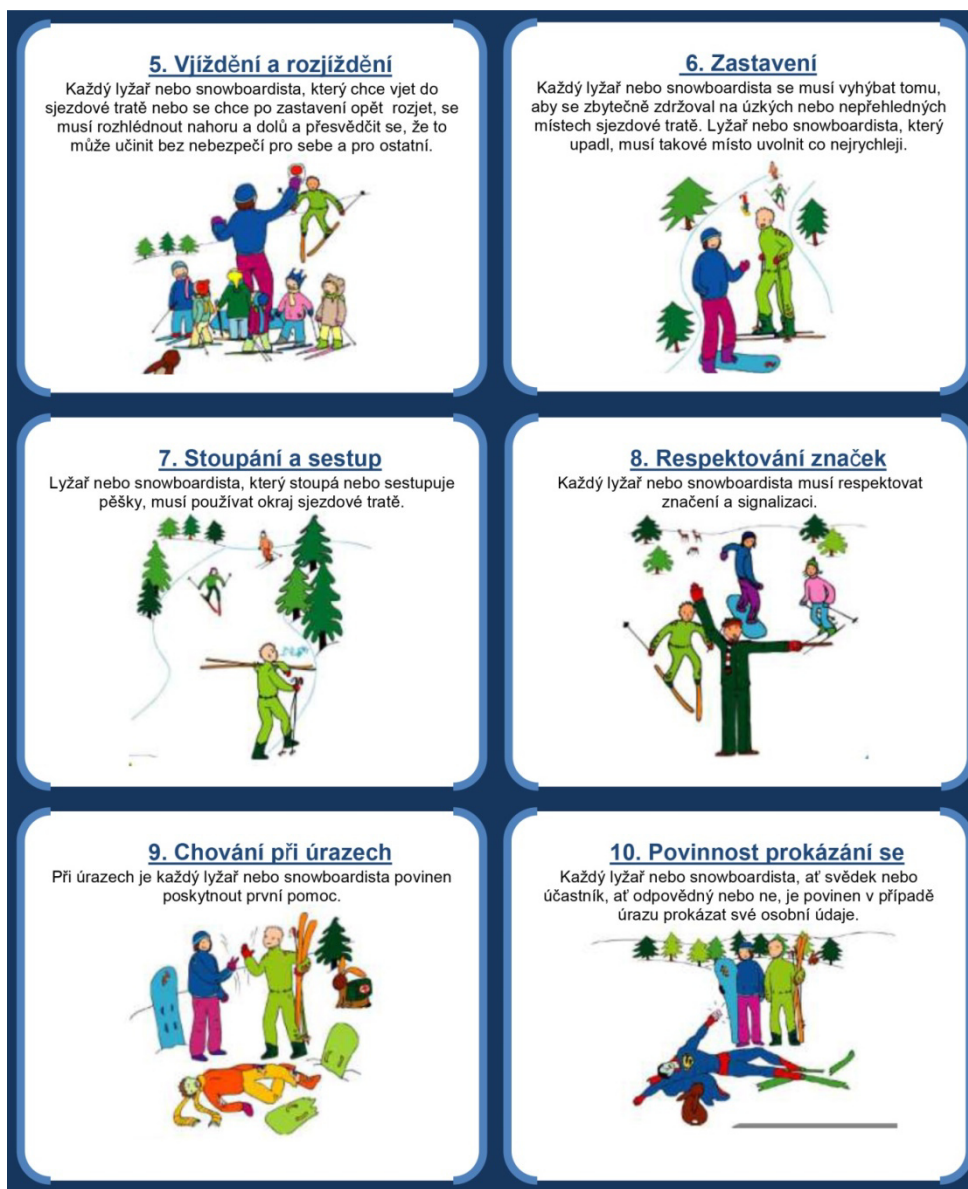 5. Vjíždění a rozjíždění
Každý lyžař nebo snowboardista, který chce vjet do
sjezdové tratě nebo se chce po zastavení opět rozjet, se
musí rozhlédnout nahoru a dolů a přesvědčit se, že to
může učinit bez nebezpečí pro sebe a pro ostatní.
6. Zastavení
Každý lyžař nebo snowboardista se musí vyhýbat tomu,
aby se zbytečně zdržoval na úzkých nebo nepřehledných
místech sjezdové tratě. Lyžař nebo snowboardista, který
upadl, musí takové místo uvolnit co nejrychleji.
7. Stoupání a sestup
Lyžař nebo snowboardista, který stoupá nebo sestupuje
pěšky, musí používat okraj sjezdové tratě.
8. Respektování značek
Každý lyžař nebo snowboardista musí respektovat
značení a signalizaci.
9. Chování při úrazech
Při úrazech je každý lyžař nebo snowboardista povinen
poskytnout první pomoc.
10. Povinnost prokázání se
Každý lyžař nebo snowboardista, ať svědek nebo
účastník, ať odpovědný nebo ne, je povinen v případě
úrazu prokázat své osobní údaje.